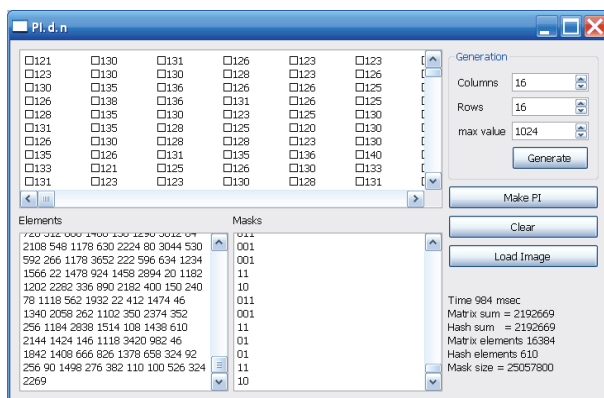 PI. d. n
□121 □130 □131 □126 □123 □123
□123 □130 □130 □128 □123 □126
□130 □135 □136 □126 □126 □125
□126 □138 □136 □131 □126 □125
□128 □135 □130 □123 □125 □130
□131 □135 □128 □125 □120 □130
□126 □130 □128 □128 □123 □130
□135 □126 □131 □135 □136 □140
□133 □121 □125 □126 □130 □133
□131 □123 □123 □130 □128 □131
Generation
Columns 16
Rows 16
max value 1024
Generate
Make PI
Clear
Load Image
Time 984 msec
Matrix sum = 2192669
Hash sum = 2192669
Matrix elements 16384
Hash elements 610
Mask size = 25057800
Elements
2108 548 1178 630 2224 80 3044 530
592 266 1178 3652 222 596 634 1234
1566 22 1478 924 1458 2894 20 1182
1202 2282 336 890 2182 400 150 240
78 1118 562 1932 22 412 1474 46
1340 2058 262 1102 350 2374 352
256 1184 2838 1514 108 1438 610
2144 1424 146 1118 3420 982 46
1842 1408 666 826 1378 658 324 92
256 90 1498 276 382 110 100 526 324
2269
Masks
011
001
001
11
10
011
001
11
01
01
11
10